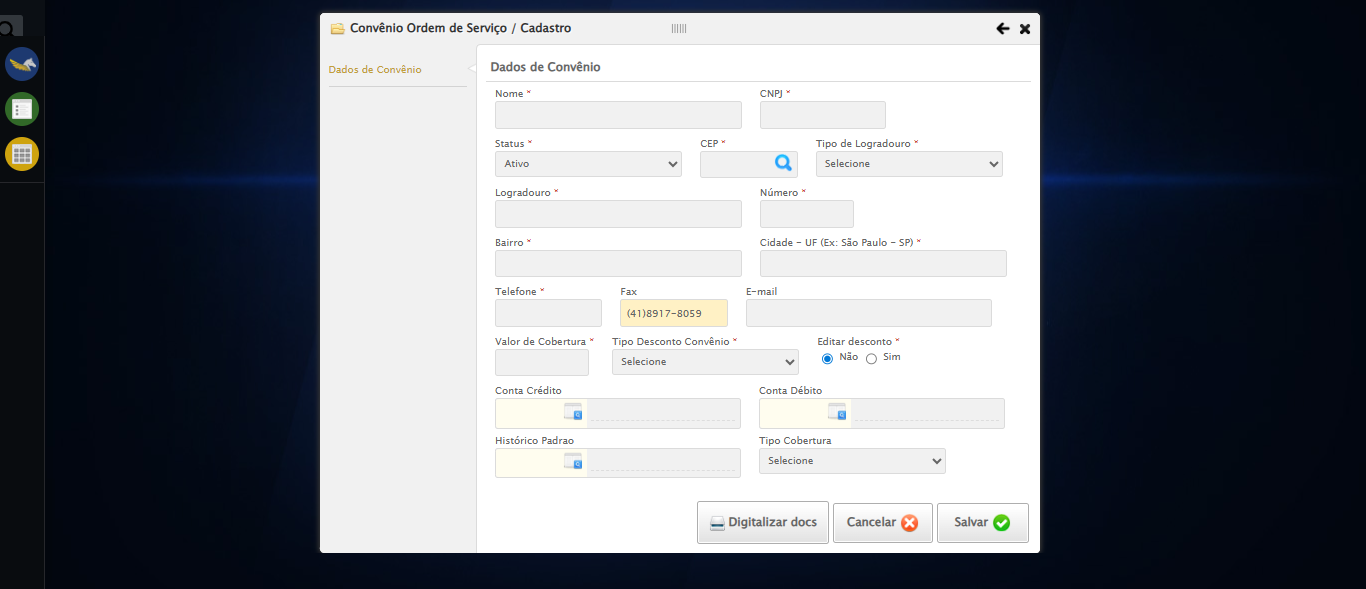 Convênio Ordem de Serviço / Cadastro
Dados de Convênio
Dados de Convênio
Nome *
CNPJ *
Status *
CEP *
Tipo de Logradouro *
Ativo
Selecione
Logradouro *
Número *
Bairro *
Cidade - UF (Ex: São Paulo - SP) *
Telefone *
Fax
E-mail
(41)8917-8059
Valor de Cobertura *
Tipo Desconto Convênio *
Editar desconto *
Selecione
Não
Sim
Conta Crédito
Conta Débito
Histórico Padrao
Tipo Cobertura
Selecione
Digitalizar docs
Cancelar
Salvar